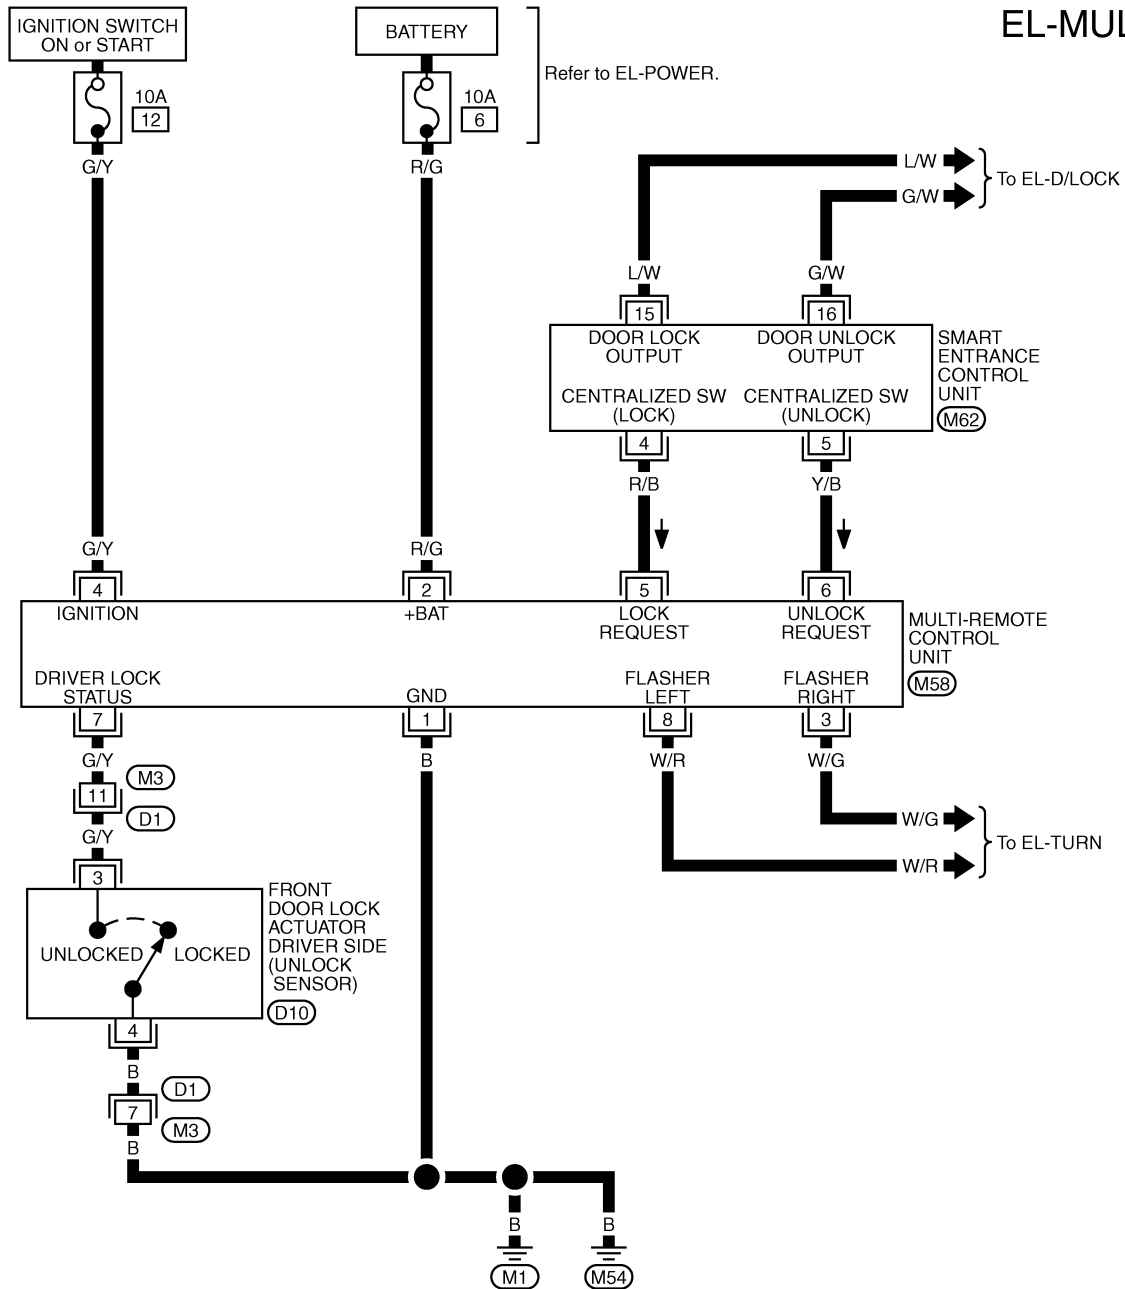 EL-MUL
IGNITION SWITCH
ON or START
BATTERY
Refer to EL-POWER.
10A
12
10A
6
G/Y
R/G
L/W
G/W
To EL-D/LOCK
L/W
G/W
15
16
DOOR LOCK
OUTPUT
DOOR UNLOCK
OUTPUT
CENTRALIZED SW
(LOCK)
CENTRALIZED SW
(UNLOCK)
SMART
ENTRANCE
CONTROL
UNIT
M62
4
5
R/B
Y/B
G/Y
R/G
4
2
5
6
IGNITION
+BAT
LOCK
REQUEST
UNLOCK
REQUEST
MULTI-REMOTE
CONTROL
UNIT
M58
DRIVER LOCK
STATUS
GND
FLASHER
LEFT
FLASHER
RIGHT
7
1
8
3
G/Y
B
W/R
W/G
M3
11
D1
G/Y
W/G
W/R
To EL-TURN
3
UNLOCKED
LOCKED
FRONT
DOOR LOCK
ACTUATOR
DRIVER SIDE
(UNLOCK
SENSOR)
D10
4
B
D1
7
M3
B
B
B
M1
M54